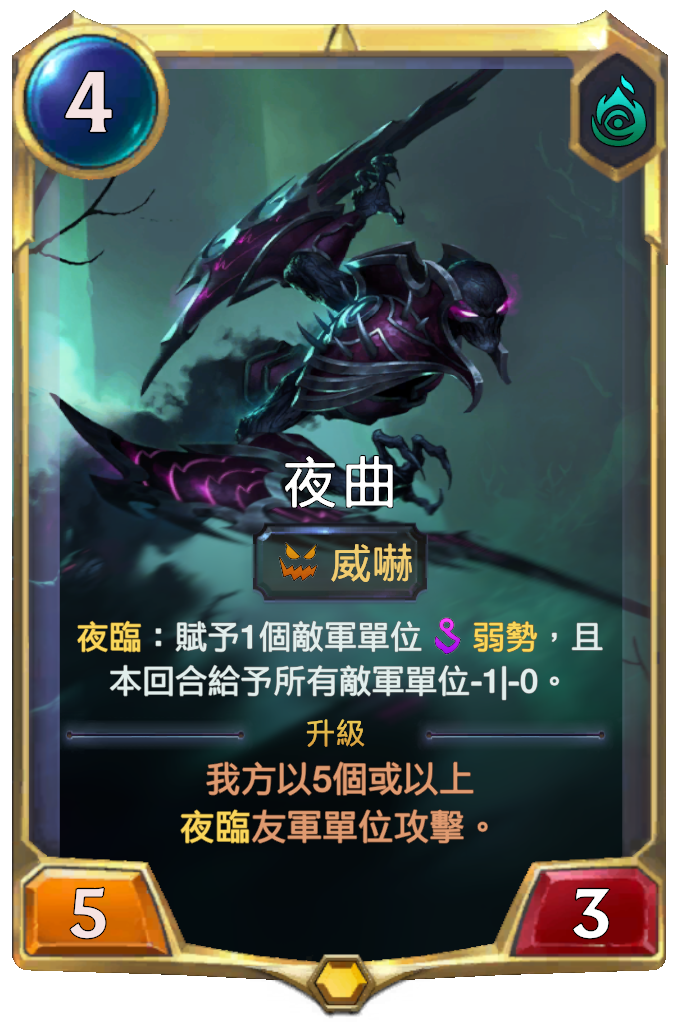 4
夜曲
威嚇
夜臨：賦予1個敵軍單位 弱勢，且
本回合給予所有敵軍單位-1|-0。
升級
我方以5個或以上
夜臨友軍單位攻擊。
5
3